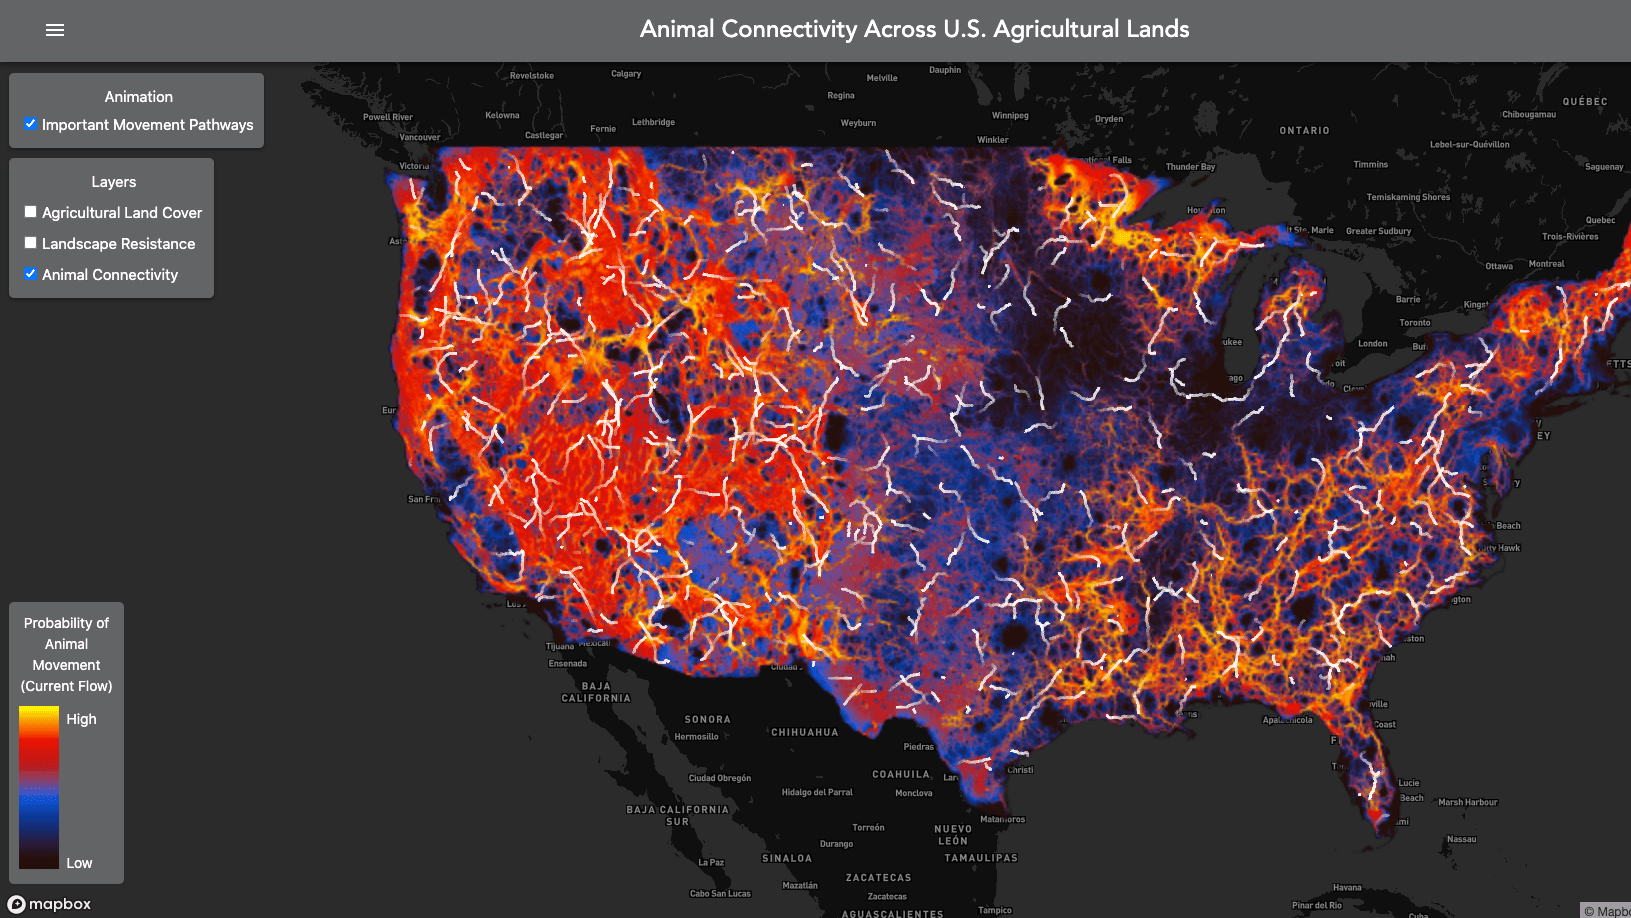 Animal Connectivity Across U.S. Agricultural Lands
Animation
Important Movement Pathways
Layers
Agricultural Land Cover
Landscape Resistance
Animal Connectivity
Probability of
Animal
Movement
(Current Flow)
High
Low
mapbox
Revelstoke
Calgary
Melville
Dauphin
Regina
Powell River
Kelowna
Lethbridge
Weyburn
Winnipeg
Dryden
ONTARIO
QUÉBEC
Chibougamau
Vancouver
Castlegar
Fernie
Winkler
Lebel-sur-Quévillon
Victoria
Falls
Thunder Bay
Timmins
Saguenay
Temiskaming Shores
Quebec
Ste. Marie
Greater Sudbury
Trois-Rivières
Ottawa
Montreal
Barrie
Toronto
London
Eur
San Fr
EY
Beach
Hawk
Tijuana
Mexicali
Ensenada
BAJA
CALIFORNIA
SONORA
Hermosillo
CHIHUAHUA
Ciudad
Piedras
COAHUILA
Ciudad Obregón
Hidalgo del Parral
Monclova
Christi
BAJA CALIFORNIA
SUR
Torreón
Durango
NUEVO
LEÓN
Matamoros
La Paz
SINALOA
TAMAULIPAS
ZACATECAS
Zacatecas
Cabo San Lucas
Mazatlán
AGUASCALIENTES
Tampico
Apalachicola
Coast
Lucie
Beach
Marsh Harbour
Nassau
Havana
Pinar del Río
Cuba
© Mapbo